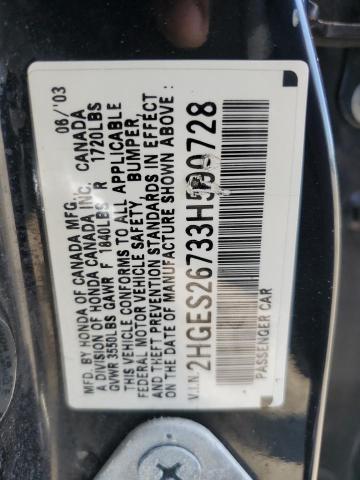 MFD. BY HONDA OF CANADA MFG.,
A DIVISION OF HONDA CANADA INC. CANADA 06/'03
GVWR 3550LBS GAWR F 1840LBS R 1720LBS
THIS VEHICLE CONFORMS TO ALL APPLICABLE
FEDERAL MOTOR VEHICLE SAFETY, BUMPER,
AND THEFT PREVENTION STANDARDS IN EFFECT
ON THE DATE OF MANUFACTURE SHOWN ABOVE.
V.I.N.:
PASSENGER CAR